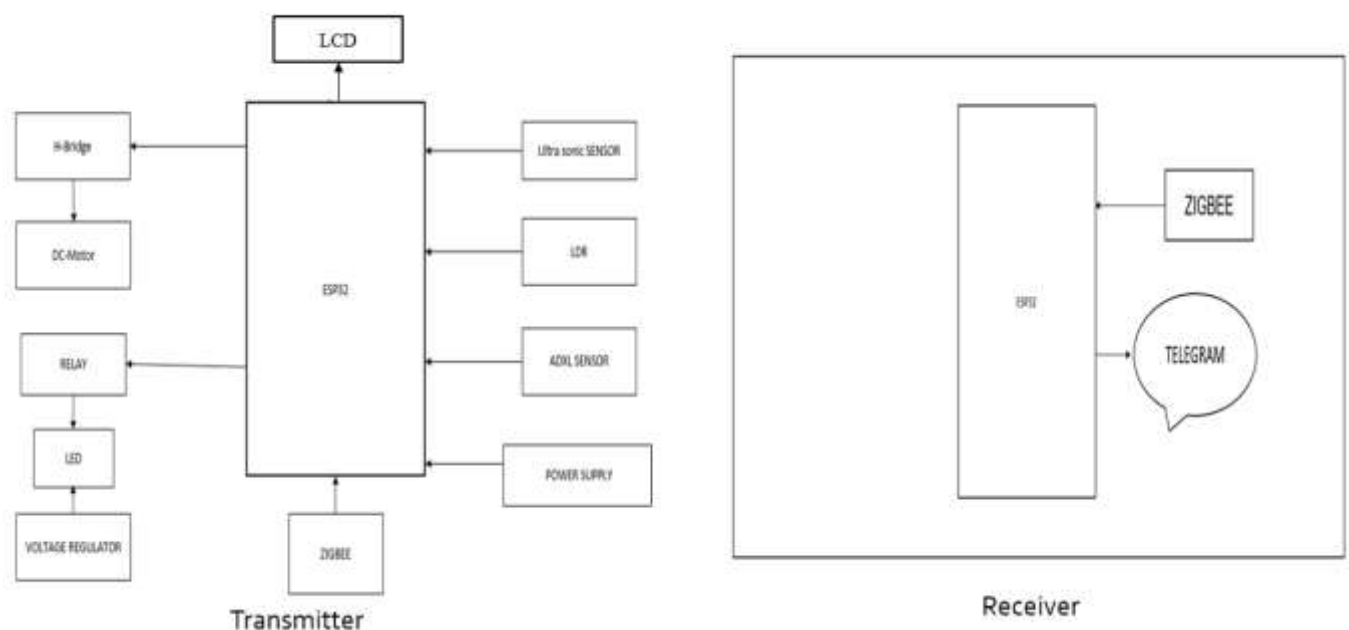 LCD
H-Bridge
DC-Motor
RELAY
LED
VOLTAGE REGULATOR
ESP32
ZIGBEE
Ultra sonic SENSOR
LDR
ADXL SENSOR
POWER SUPPLY
Transmitter
ESP32
ZIGBEE
TELEGRAM
Receiver